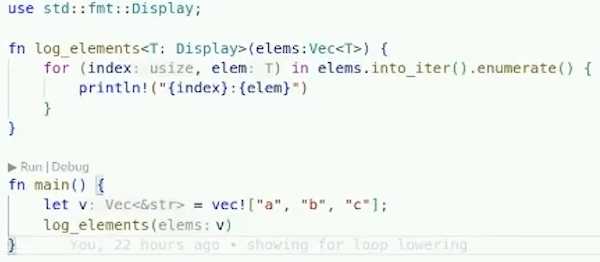 use std::fmt::Display;
fn log_elements<T: Display>(elems:Vec<T>) {
for (index: usize, elem: T) in elems.into_iter().enumerate() {
println!("{index}:{elem}")
}
}
▶ Run | Debug
fn main() {
let v: Vec<&str> = vec!["a", "b", "c"];
log_elements(elems: v)
}    You, 22 hours ago • showing for loop lowering